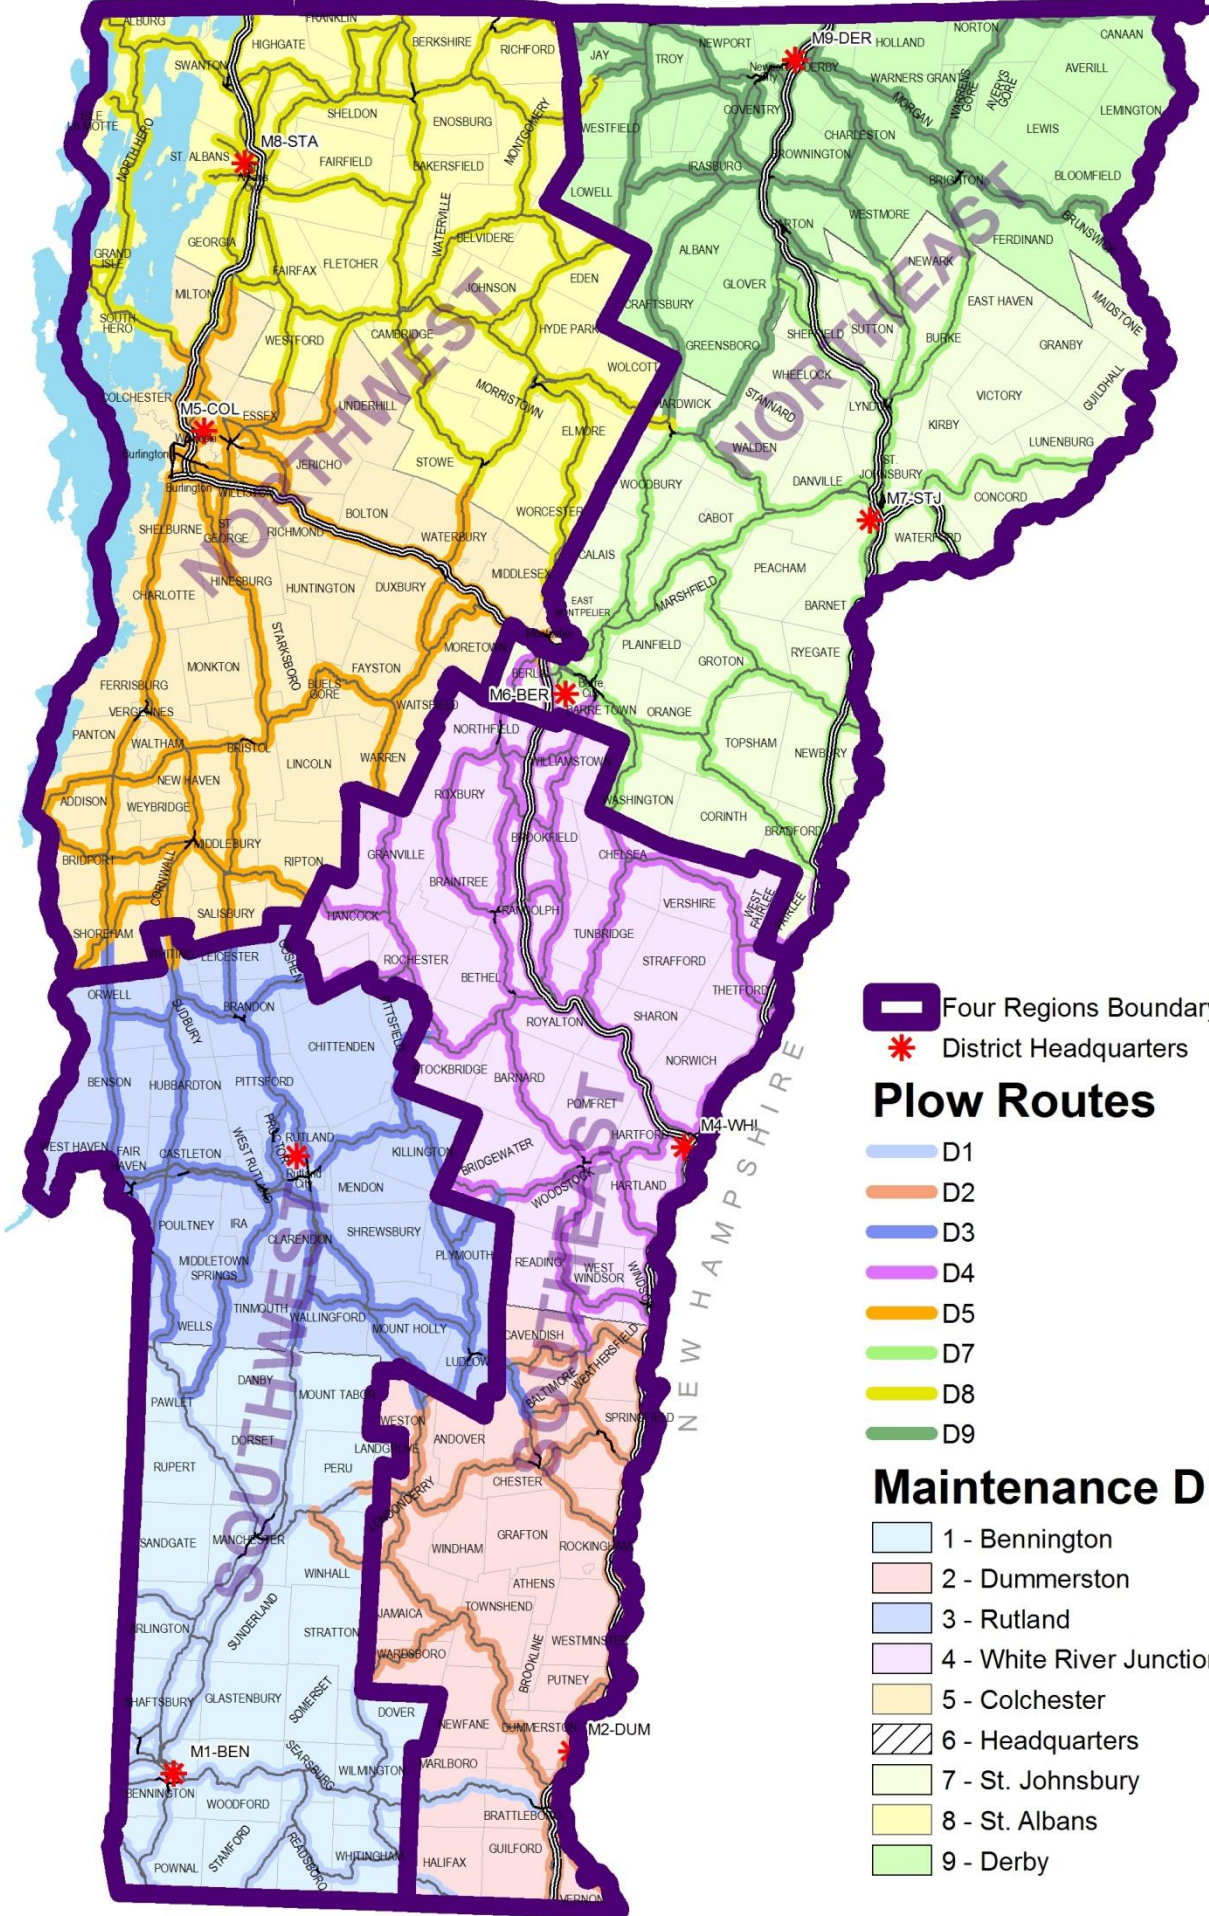 ALBURG
FRANKLIN
HIGHGATE
BERKSHIRE
RICHFORD
SWANTON
JAY
TROY
NEWPORT
M9-DER
DERBY
HOLLAND
NORTON
CANAAN
AVERILL
WARNERS GRANT
WARRENS GORE
AVERYS GORE
LEMINGTON
MORGAN
LEWIS
COVENTRY
CHARLESTON
WESTFIELD
SHELDON
ENOSBURG
MONTGOMERY
NORTH HERO
M8-STA
ST. ALBANS
FAIRFIELD
BAKERSFIELD
LOWELL
IRASBURG
BROWNINGTON
BRIGHTON
BLOOMFIELD
WATERVILLE
WESTMORE
BRUNSWICK
BARTON
FERDINAND
GEORGIA
BELVIDERE
ALBANY
NEWARK
GRAND ISLE
FAIRFAX
FLETCHER
EDEN
GLOVER
MILTON
JOHNSON
CRAFTSBURY
EAST HAVEN
MAIDSTONE
SOUTH HERO
WESTFORD
CAMBRIDGE
HYDE PARK
GREENSBORO
SHEFFIELD
SUTTON
BURKE
GRANBY
WOLCOTT
WHEELOCK
GUILDHALL
COLCHESTER
M5-COL
ESSEX
UNDERHILL
MORRISTOWN
HARDWICK
STANNARD
LYNDON
VICTORY
KIRBY
ELMORE
LUNENBURG
Burlington
JERICHO
STOWE
WALDEN
NORTHWEST
NORTHEAST
ST. JOHNSBURY
Burlington
WILLISTON
WOODBURY
DANVILLE
M7-STJ
CONCORD
BOLTON
WORCESTER
CABOT
SHELBURNE
ST GEORGE
RICHMOND
WATERBURY
WATERFORD
CALAIS
PEACHAM
MIDDLESEX
HINESBURG
HUNTINGTON
DUXBURY
CHARLOTTE
MARSHFIELD
EAST MONTPELIER
BARNET
STARKSBORO
MORETOWN
PLAINFIELD
RYEGATE
GROTON
MONKTON
FAYSTON
BERLIN
FERRISBURG
BUELS GORE
M6-BER
Barre City
WAITSFIELD
BARRE TOWN
ORANGE
VERGENNES
PANTON
WALTHAM
BRISTOL
WARREN
NORTHFIELD
TOPSHAM
NEWBURY
LINCOLN
WILLIAMSTOWN
NEW HAVEN
ADDISON
WEYBRIDGE
ROXBURY
WASHINGTON
CORINTH
BRADFORD
MIDDLEBURY
BROOKFIELD
BRIDPORT
CORNWALL
RIPTON
GRANVILLE
CHELSEA
BRAINTREE
VERSHIRE
WEST FAIRLEE
FAIRLEE
SALISBURY
HANCOCK
RANDOLPH
SHOREHAM
TUNBRIDGE
WHITING
LEICESTER
GOSHEN
ROCHESTER
BETHEL
STRAFFORD
ORWELL
THETFORD
SUDBURY
BRANDON
PITTSFIELD
ROYALTON
SHARON
CHITTENDEN
NORWICH
BENSON
HUBBARDTON
PITTSFORD
STOCKBRIDGE
BARNARD
POMFRET
HARTFORD
M4-WHI
WEST HAVEN
FAIR HAVEN
CASTLETON
PROCTOR
WEST RUTLAND
RUTLAND
Rutland City
KILLINGTON
BRIDGEWATER
WOODSTOCK
HARTLAND
MENDON
POULTNEY
IRA
CLARENDON
SHREWSBURY
PLYMOUTH
READING
WEST WINDSOR
WINDSOR
MIDDLETOWN SPRINGS
TINMOUTH
WALLINGFORD
WELLS
MOUNT HOLLY
CAVENDISH
LUDLOW
BALTIMORE
WEATHERSFIELD
DANBY
MOUNT TABOR
PAWLET
WESTON
SPRINGFIELD
DORSET
LANDGROVE
ANDOVER
RUPERT
PERU
CHESTER
LONDONDERRY
SOUTHWEST
SOUTHEAST
NEW HAMPSHIRE
SANDGATE
MANCHESTER
GRAFTON
WINDHAM
ROCKINGHAM
WINHALL
ATHENS
JAMAICA
TOWNSHEND
ARLINGTON
SUNDERLAND
STRATTON
WARDSBORO
BROOKLINE
WESTMINSTER
PUTNEY
SHAFTSBURY
GLASTENBURY
SOMERSET
DOVER
NEWFANE
DUMMERSTON
M2-DUM
M1-BEN
SEARSBURG
WILMINGTON
MARLBORO
BENNINGTON
WOODFORD
BRATTLEBORO
STAMFORD
READSBORO
WHITINGHAM
HALIFAX
GUILFORD
POWNAL
VERNON
Four Regions Boundary
District Headquarters
Plow Routes
D1
D2
D3
D4
D5
D7
D8
D9
Maintenance D
1 - Bennington
2 - Dummerston
3 - Rutland
4 - White River Junction
5 - Colchester
6 - Headquarters
7 - St. Johnsbury
8 - St. Albans
9 - Derby